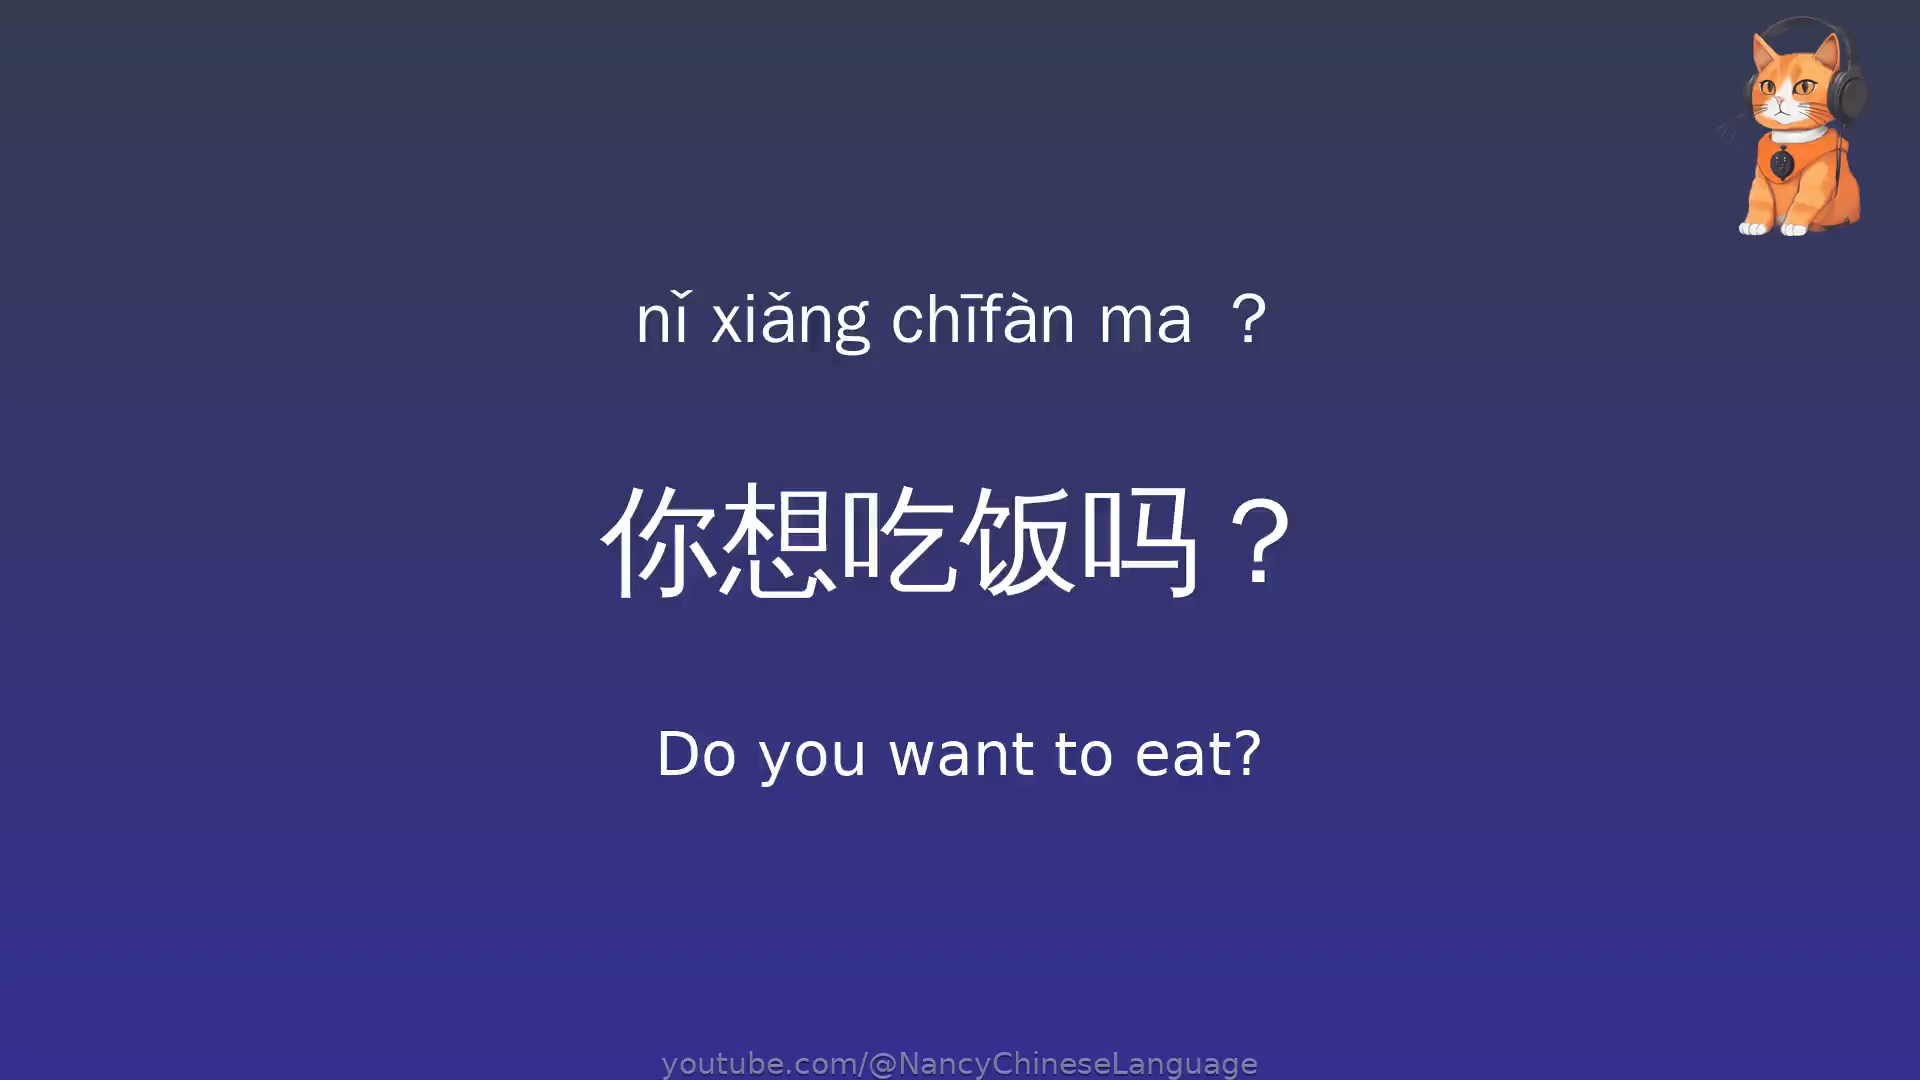 nǐ xiǎng chīfàn ma ？
你想吃饭吗？
Do you want to eat?
youtube.com/@NancyChineseLanguage